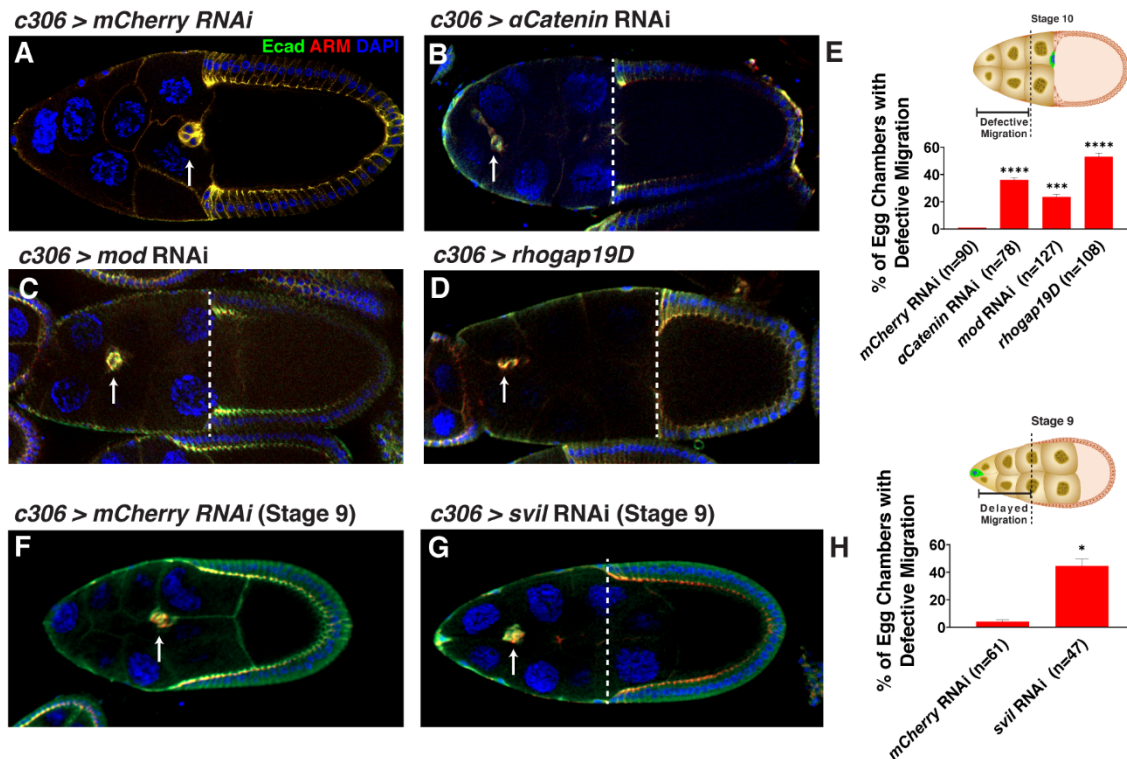 c306 > mCherry RNAi
c306 > αCatenin RNAi
A
Ecad ARM DAPI
B
E
Stage 10
Defective
Migration
% of Egg Chambers with
Defective Migration
60
40
20
0
****
***
****
mCherry RNAi (n=90)
αCatenin RNAi (n=78)
mod RNAi (n=127)
rhogap19D (n=108)
c306 > mod RNAi
c306 > rhogap19D
C
D
c306 > mCherry RNAi (Stage 9)
c306 > svil RNAi (Stage 9)
F
G
H
Stage 9
Delayed
Migration
% of Egg Chambers with
Defective Migration
60
40
20
0
*
mCherry RNAi (n=61)
svil RNAi (n=47)